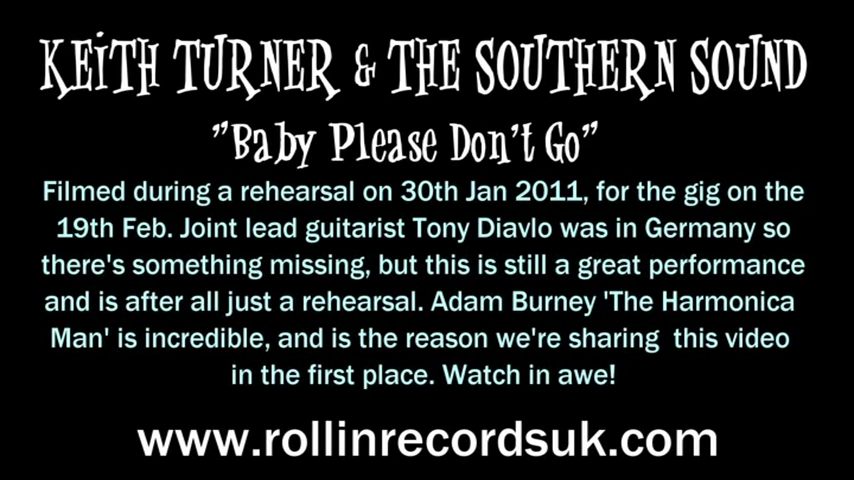 KEITH TURNER & THE SOUTHERN SOUND
"Baby Please Don't Go"
Filmed during a rehearsal on 30th Jan 2011, for the gig on the
19th Feb. Joint lead guitarist Tony Diavlo was in Germany so
there's something missing, but this is still a great performance
and is after all just a rehearsal. Adam Burney 'The Harmonica
Man' is incredible, and is the reason we're sharing this video
in the first place. Watch in awe!
www.rollinrecordsuk.com